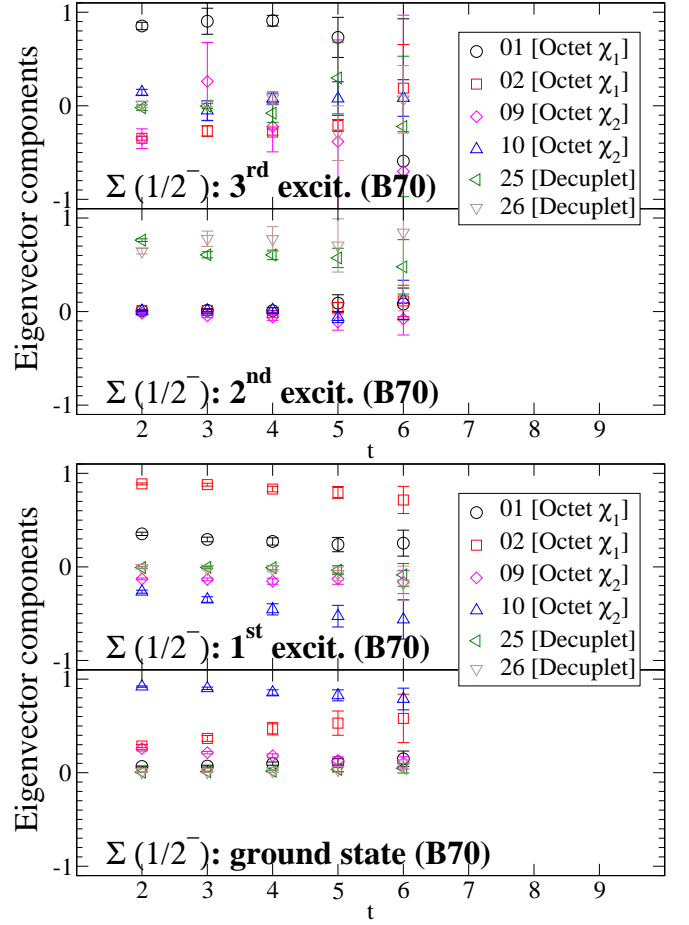 Eigenvector components
1
0
-1
01 [Octet χ1]
02 [Octet χ1]
09 [Octet χ2]
10 [Octet χ2]
25 [Decuplet]
26 [Decuplet]
Σ (1/2⁻): 3rd excit. (B70)
1
0
-1
Σ (1/2⁻): 2nd excit. (B70)
2 3 4 5 6 7 8 9
t
Eigenvector components
1
0
-1
01 [Octet χ1]
02 [Octet χ1]
09 [Octet χ2]
10 [Octet χ2]
25 [Decuplet]
26 [Decuplet]
Σ (1/2⁻): 1st excit. (B70)
1
0
-1
Σ (1/2⁻): ground state (B70)
2 3 4 5 6 7 8 9
t